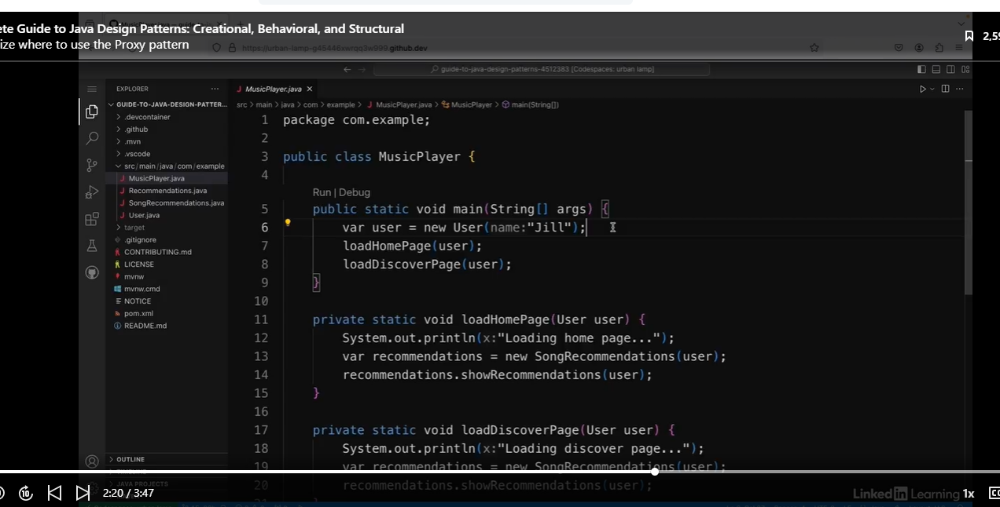 ete Guide to Java Design Patterns: Creational, Behavioral, and Structural
ize where to use the Proxy pattern
2,59
https://urban-lamp-g45446xwrqq3w999.github.dev
guide-to-java-design-patterns-4512383 [Codespaces: urban lamp]
EXPLORER
GUIDE-TO-JAVA-DESIGN-PATTER...
.devcontainer
.github
.mvn
.vscode
src/main/java/com/example
MusicPlayer.java
Recommendations.java
SongRecommendations.java
User.java
target
.gitignore
CONTRIBUTING.md
LICENSE
mvnw
mvnw.cmd
NOTICE
pom.xml
README.md
OUTLINE
TIMELINE
JAVA PROJECTS
MusicPlayer.java ×
src > main > java > com > example > MusicPlayer.java > MusicPlayer > main(String[])
1 package com.example;
2
3 public class MusicPlayer {
4
Run | Debug
5 public static void main(String[] args) {
6 var user = new User(name:"Jill");
7 loadHomePage(user);
8 loadDiscoverPage(user);
9 }
10
11 private static void loadHomePage(User user) {
12 System.out.println(x:"Loading home page...");
13 var recommendations = new SongRecommendations(user);
14 recommendations.showRecommendations(user);
15 }
16
17 private static void loadDiscoverPage(User user) {
18 System.out.println(x:"Loading discover page...");
19 var recommendations = new SongRecommendations(user);
20 recommendations.showRecommendations(user);
10
2:20 / 3:47
LinkedIn Learning
1x
CC